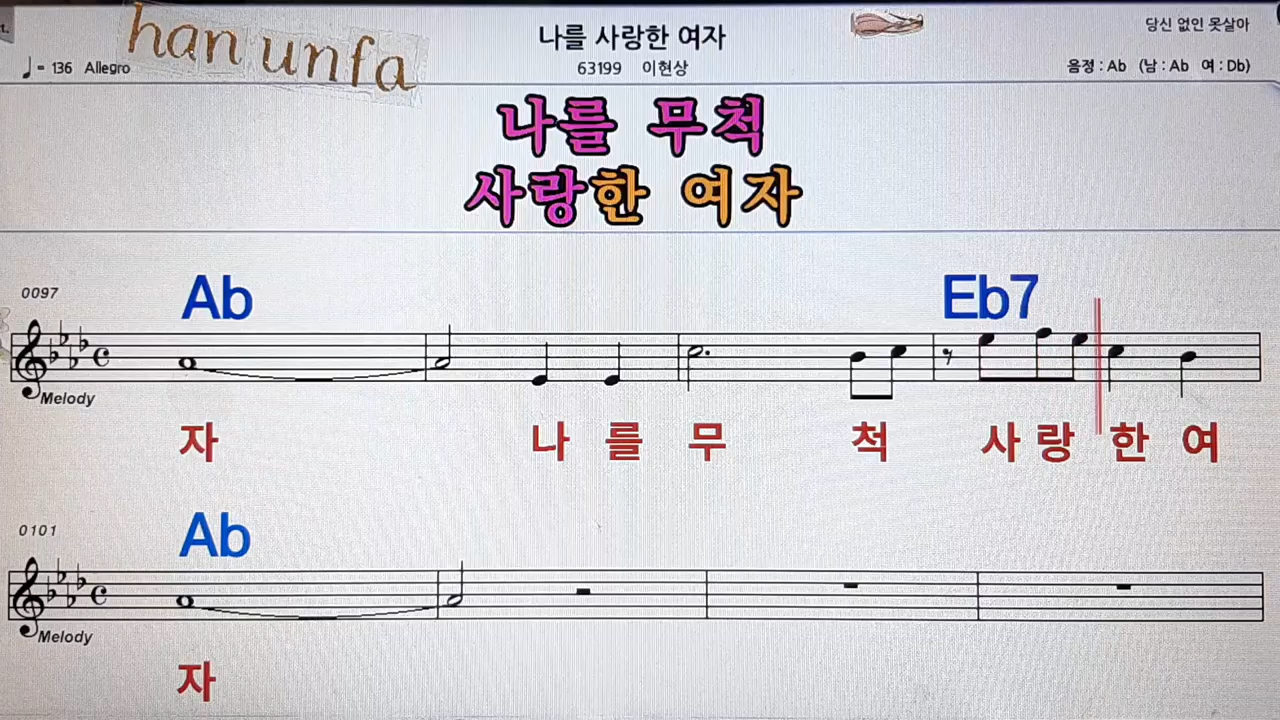 han unfa
나를 사랑한 여자
당신 없인 못살아
♩ = 136 Allegro
63199 이현상
음정 : Ab (남 : Ab 여 : Db)
나를 무척
사랑한 여자
0097
Ab Eb7
Melody
자 나 를 무 척 사 랑 한 여
0101
Ab
Melody
자